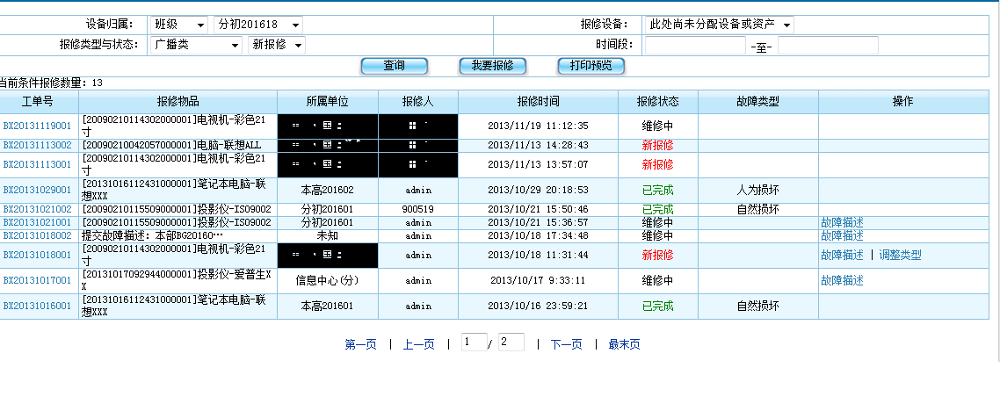 设备归属: 班级 分初201618 报修设备: 此处尚未分配设备或资产
报修类型与状态: 广播类 新报修 时间段: -至-
查询 我要报修 打印预览
当前条件报修数量: 13
工单号 报修物品 所属单位 报修人 报修时间 报修状态 故障类型 操作
BX20131119001 [20090210114302000001]电视机-彩色21寸 2013/11/19 11:12:35 维修中
BX20131113002 [20090210042057000001]电脑-联想ALL 2013/11/13 14:28:43 新报修
BX20131113001 [20090210114302000001]电视机-彩色21寸 2013/11/13 13:57:07 新报修
BX20131029001 [20131016112431000001]笔记本电脑-联想XXX 本高201602 admin 2013/10/29 20:18:53 已完成 人为损坏
BX20131021002 [20090210115509000001]投影仪-IS09002 分初201601 900519 2013/10/21 15:50:46 已完成 自然损坏
BX20131021001 [20090210115509000001]投影仪-IS09002 分初201601 admin 2013/10/21 15:36:57 维修中 故障描述
BX20131018002 提交故障描述: 本部BG20160… 未知 admin 2013/10/18 17:34:48 维修中 故障描述
BX20131018001 [20090210114302000001]电视机-彩色21寸 admin 2013/10/18 11:31:44 新报修 故障描述 | 调整类型
BX20131017001 [20131017092944000001]投影仪-爱普生XX 信息中心(分) admin 2013/10/17 9:33:11 维修中 故障描述
BX20131016001 [20131016112431000001]笔记本电脑-联想XXX 本高201601 admin 2013/10/16 23:59:21 已完成 自然损坏
第一页 | 上一页 | 1 / 2 | 下一页 | 最末页